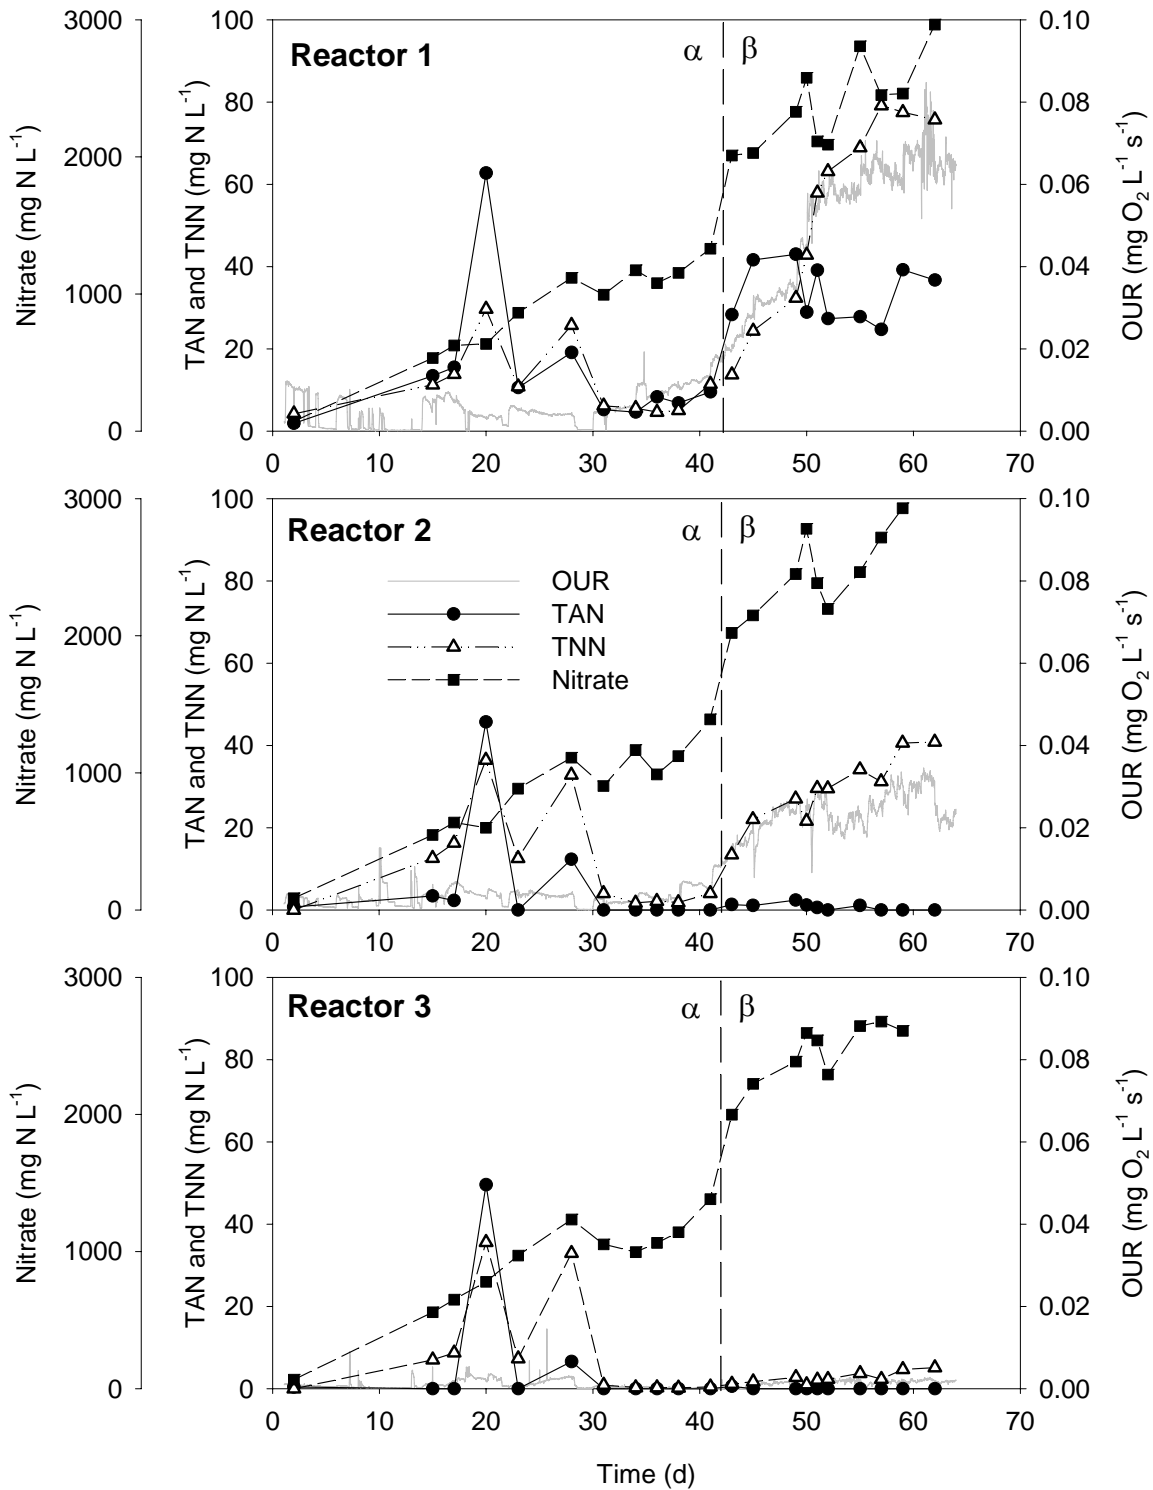 Reactor 1
α
β
Nitrate (mg N L⁻¹)
3000
2000
1000
0
TAN and TNN (mg N L⁻¹)
100
80
60
40
20
0
OUR (mg O₂ L⁻¹ s⁻¹)
0.10
0.08
0.06
0.04
0.02
0.00
0 10 20 30 40 50 60 70
Reactor 2
α
β
OUR
TAN
TNN
Nitrate
Nitrate (mg N L⁻¹)
3000
2000
1000
0
TAN and TNN (mg N L⁻¹)
100
80
60
40
20
0
OUR (mg O₂ L⁻¹ s⁻¹)
0.10
0.08
0.06
0.04
0.02
0.00
0 10 20 30 40 50 60 70
Reactor 3
α
β
Nitrate (mg N L⁻¹)
3000
2000
1000
0
TAN and TNN (mg N L⁻¹)
100
80
60
40
20
0
OUR (mg O₂ L⁻¹ s⁻¹)
0.10
0.08
0.06
0.04
0.02
0.00
0 10 20 30 40 50 60 70
Time (d)